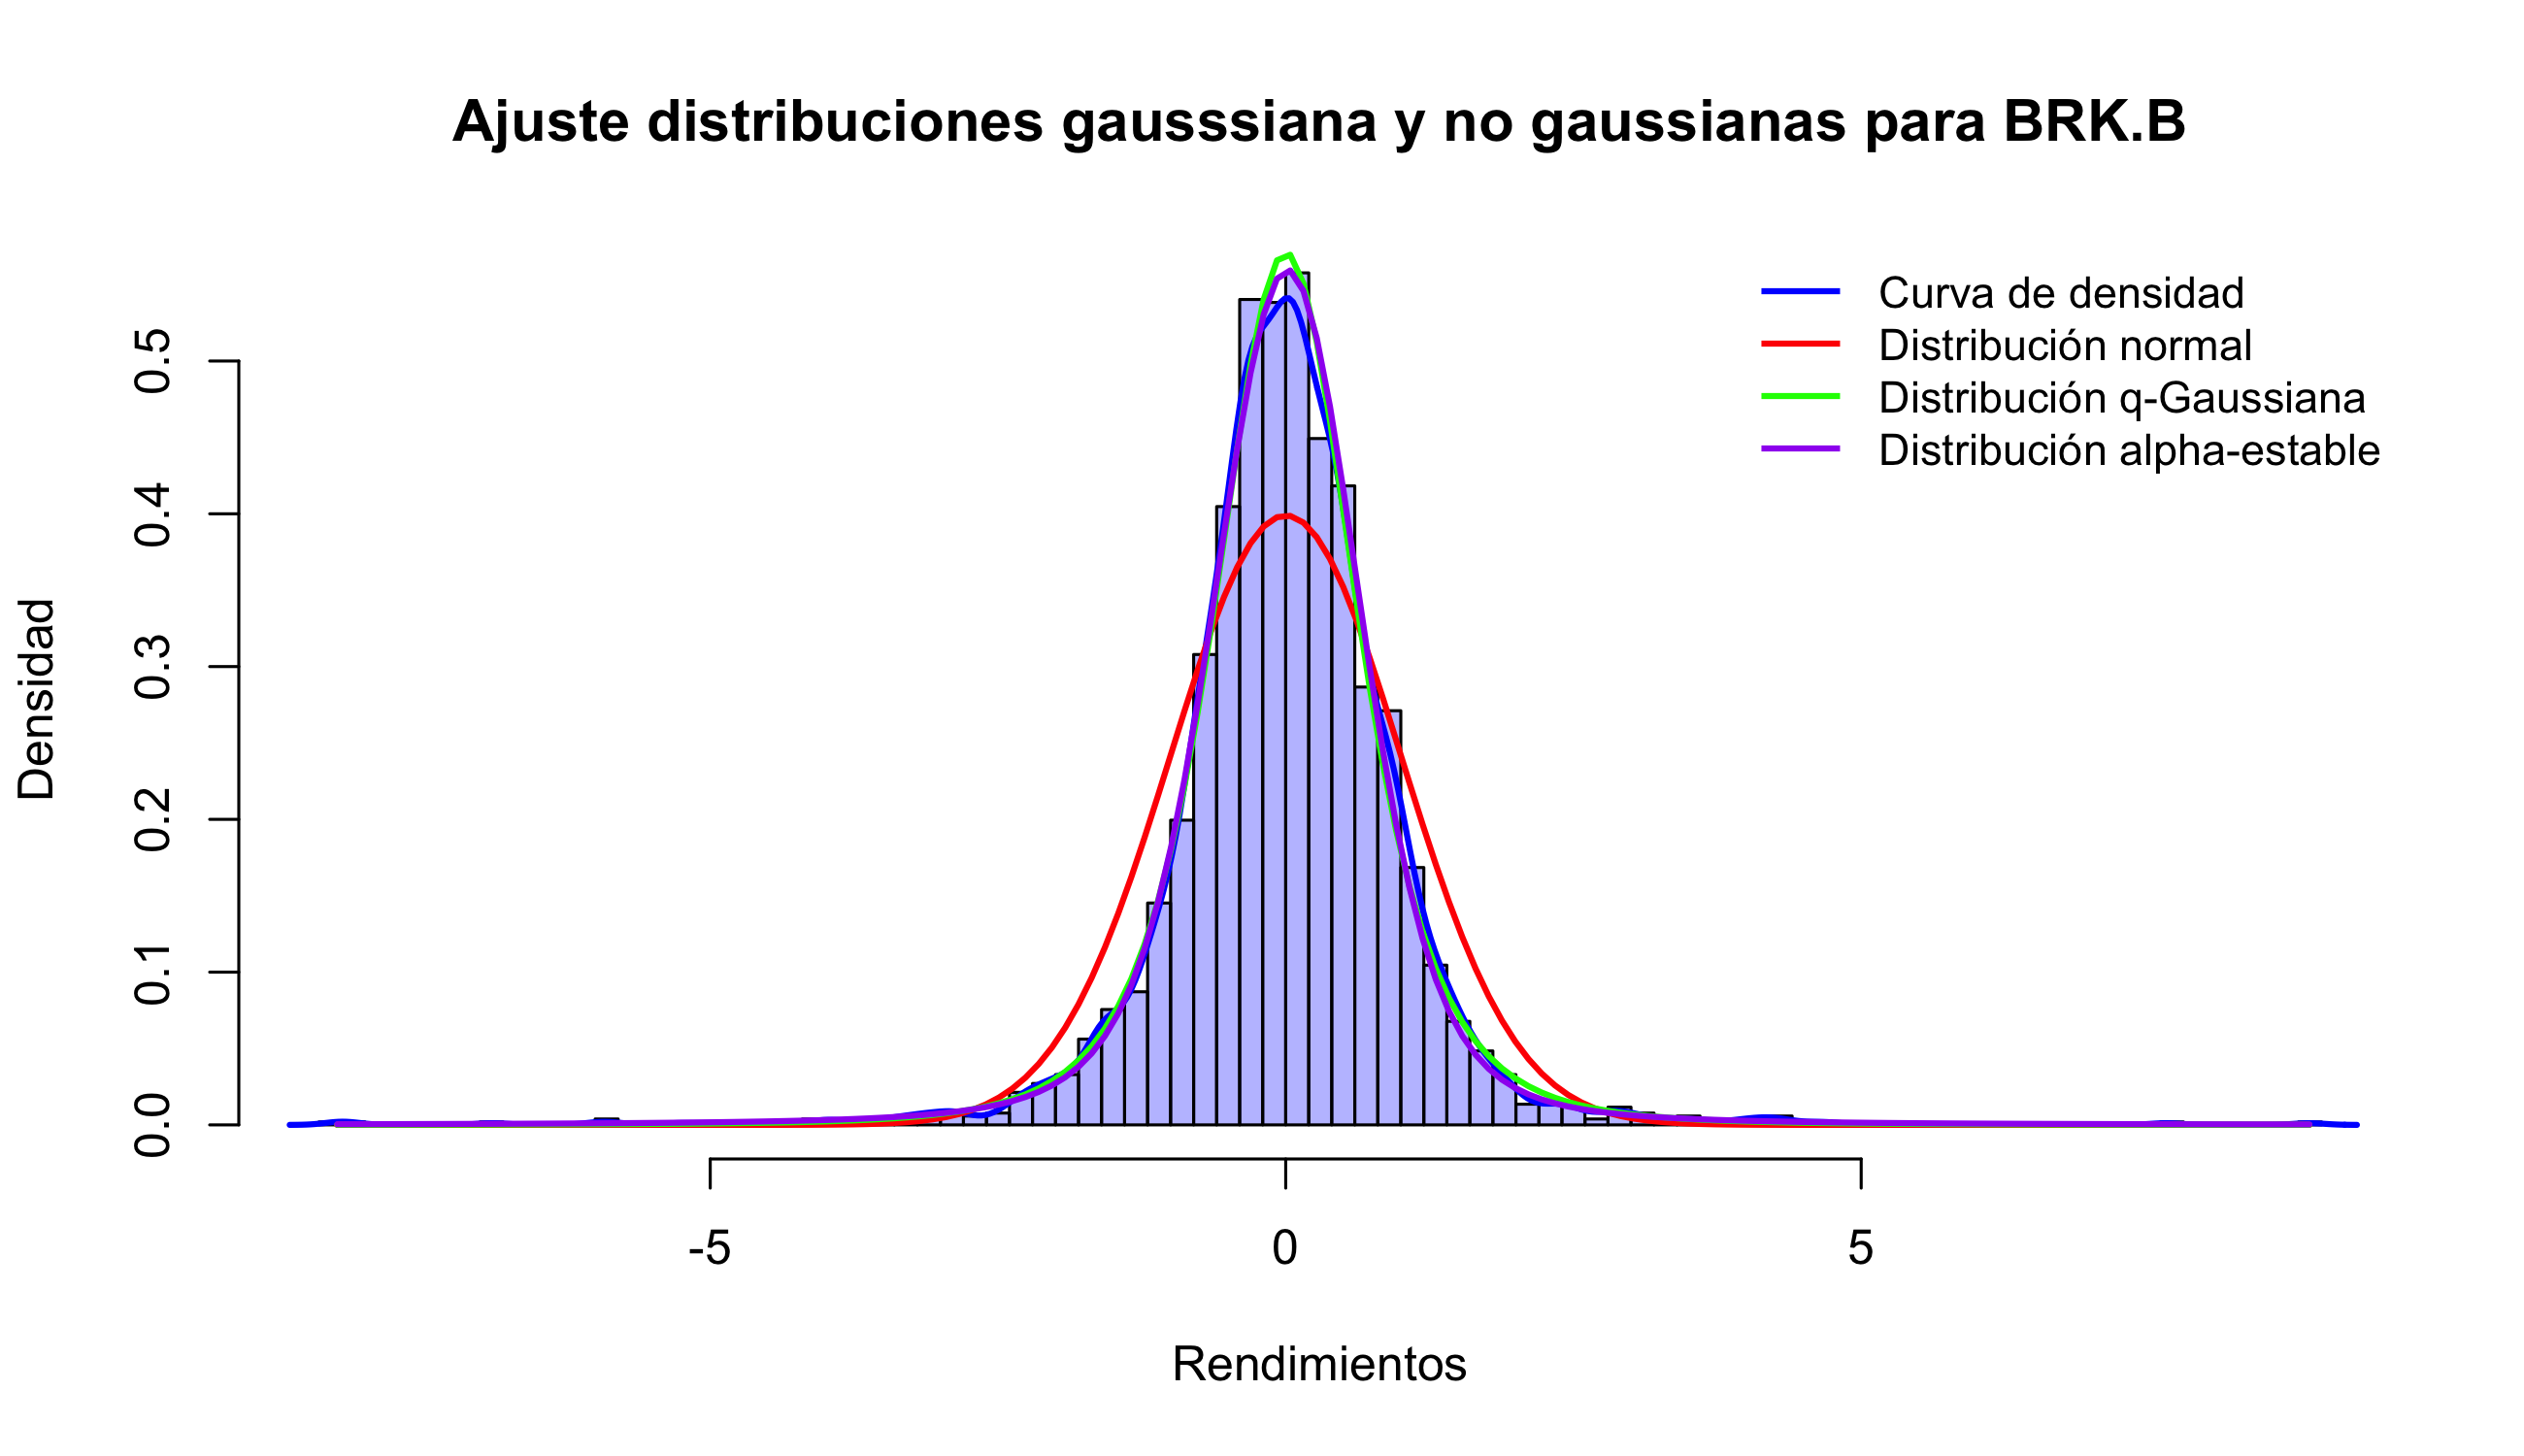 Ajuste distribuciones gausssiana y no gaussianas para BRK.B
Curva de densidad
Distribución normal
Distribución q-Gaussiana
Distribución alpha-estable
Densidad
0.5
0.4
0.3
0.2
0.1
0.0
-5 0 5
Rendimientos